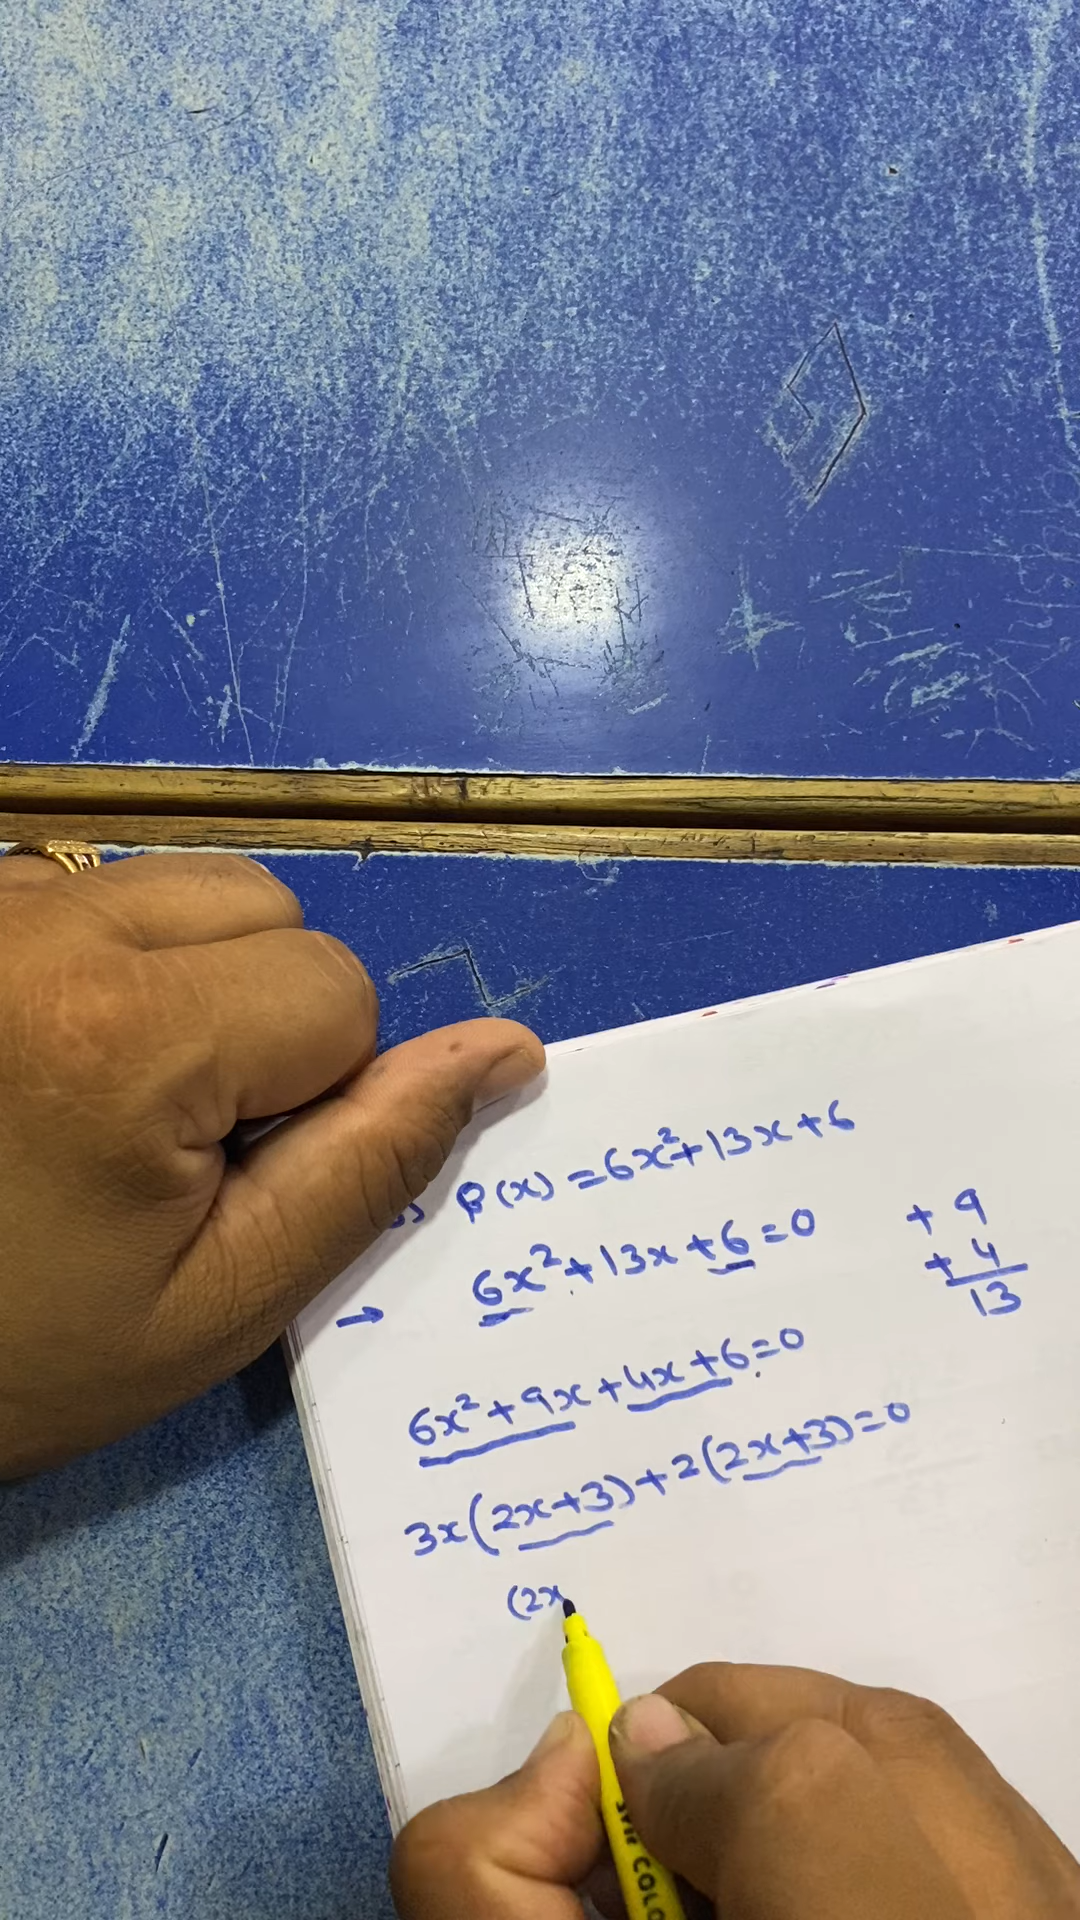 p(x) = 6x²+13x+6
→ 6x²+13x+6=0
+ 9
+ 4
13
6x²+9x+4x+6=0
3x(2x+3)+2(2x+3)=0
(2x
COLO